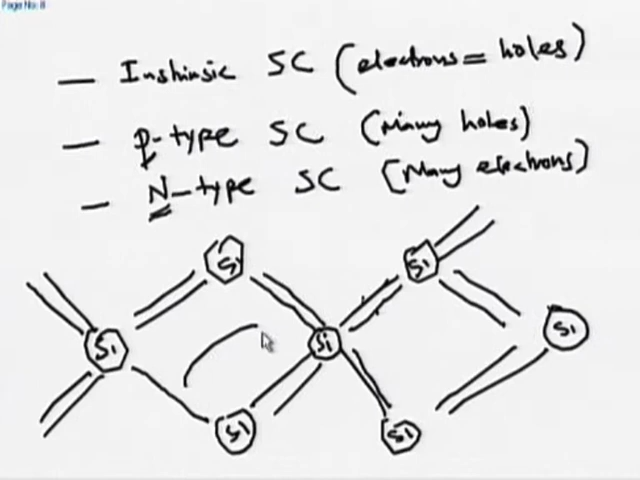 Page No: 8
— Inshinsic SC (electrons = holes)
— p-type SC (Many holes)
— N-type SC (Many electrons)
Si Si
Si Si Si
Si Si